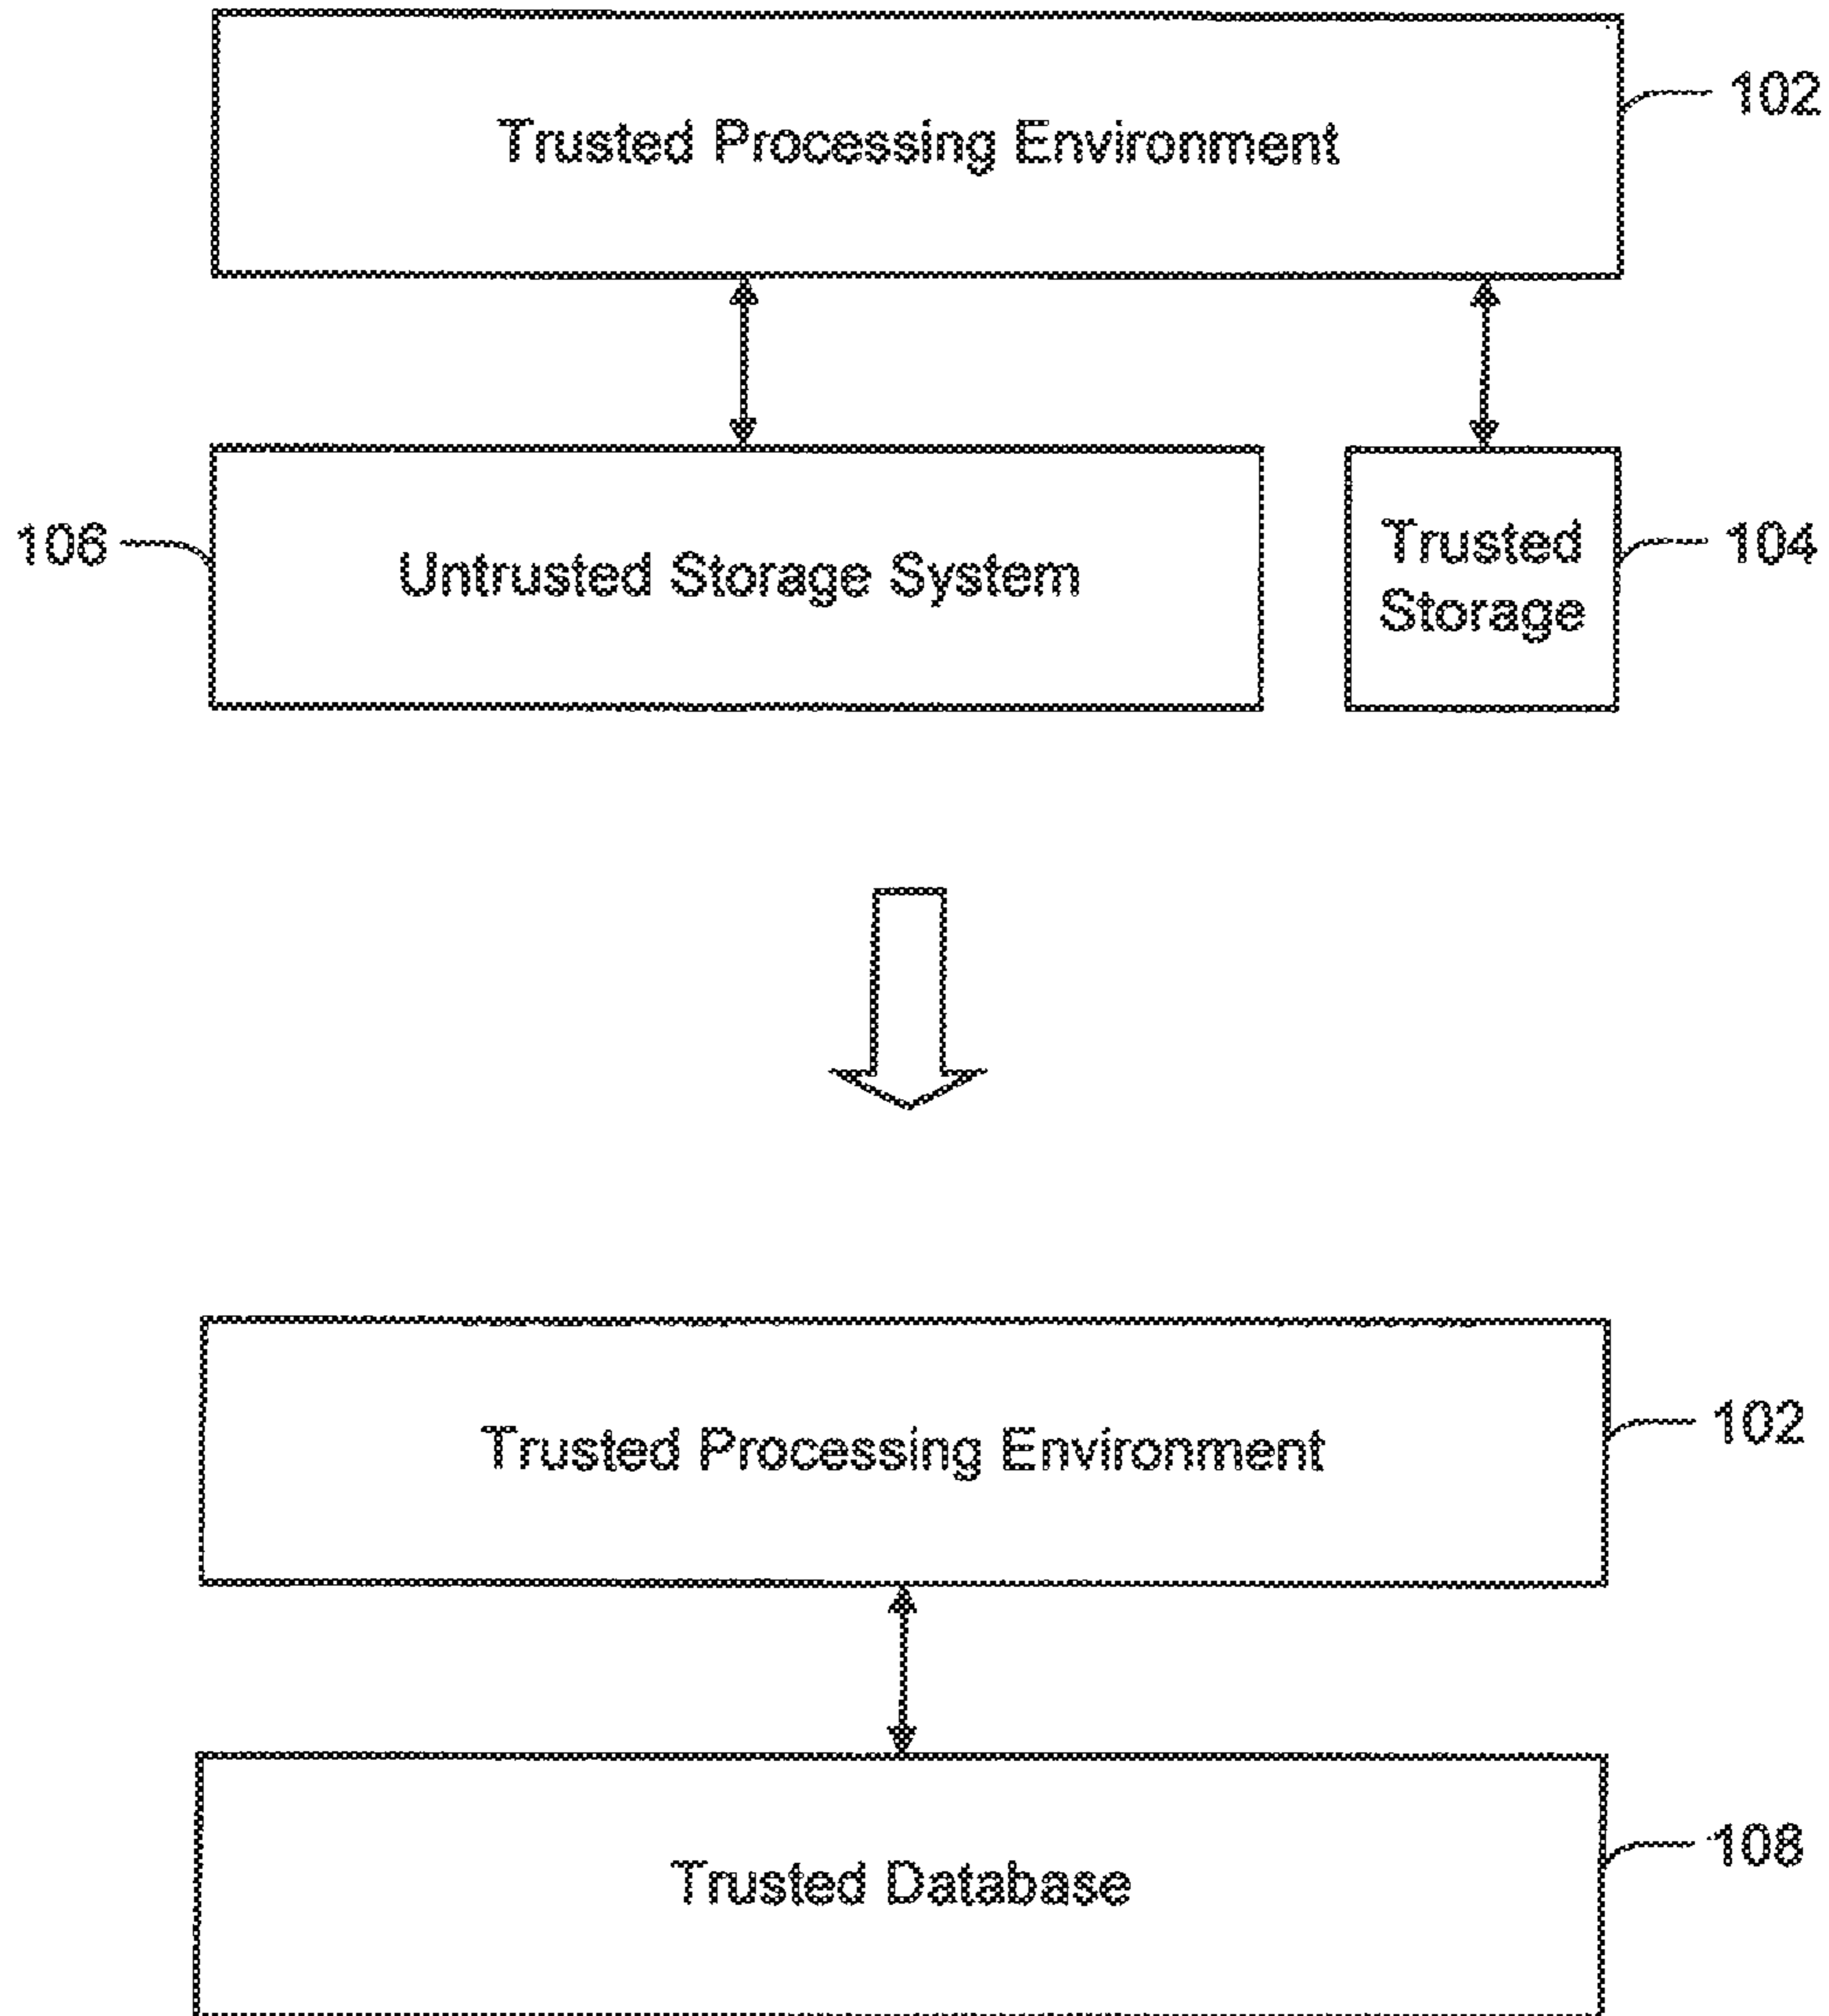 Trusted Processing Environment
102
106
Untrusted Storage System
Trusted
Storage
104
Trusted Processing Environment
102
Trusted Database
108